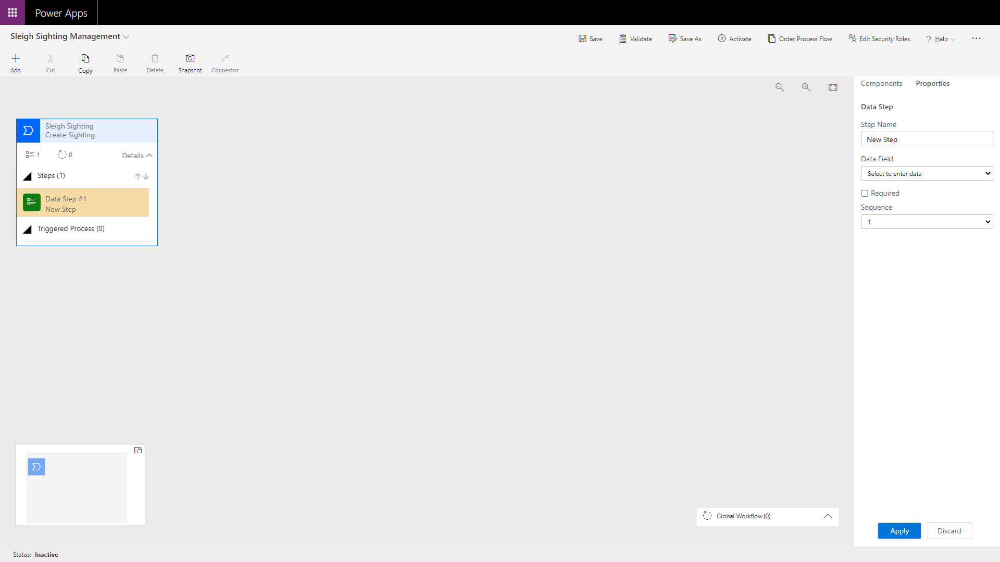 Power Apps
Sleigh Sighting Management
Save
Validate
Save As
Activate
Order Process Flow
Edit Security Roles
? Help
...
Add
Cut
Copy
Paste
Delete
Snapshot
Connector
Components
Properties
Sleigh Sighting
Create Sighting
1
0
Details
Steps (1)
Data Step #1
New Step
Triggered Process (0)
Data Step
Step Name
New Step
Data Field
Select to enter data
Required
Sequence
1
Global Workflow (0)
Apply
Discard
Status: Inactive